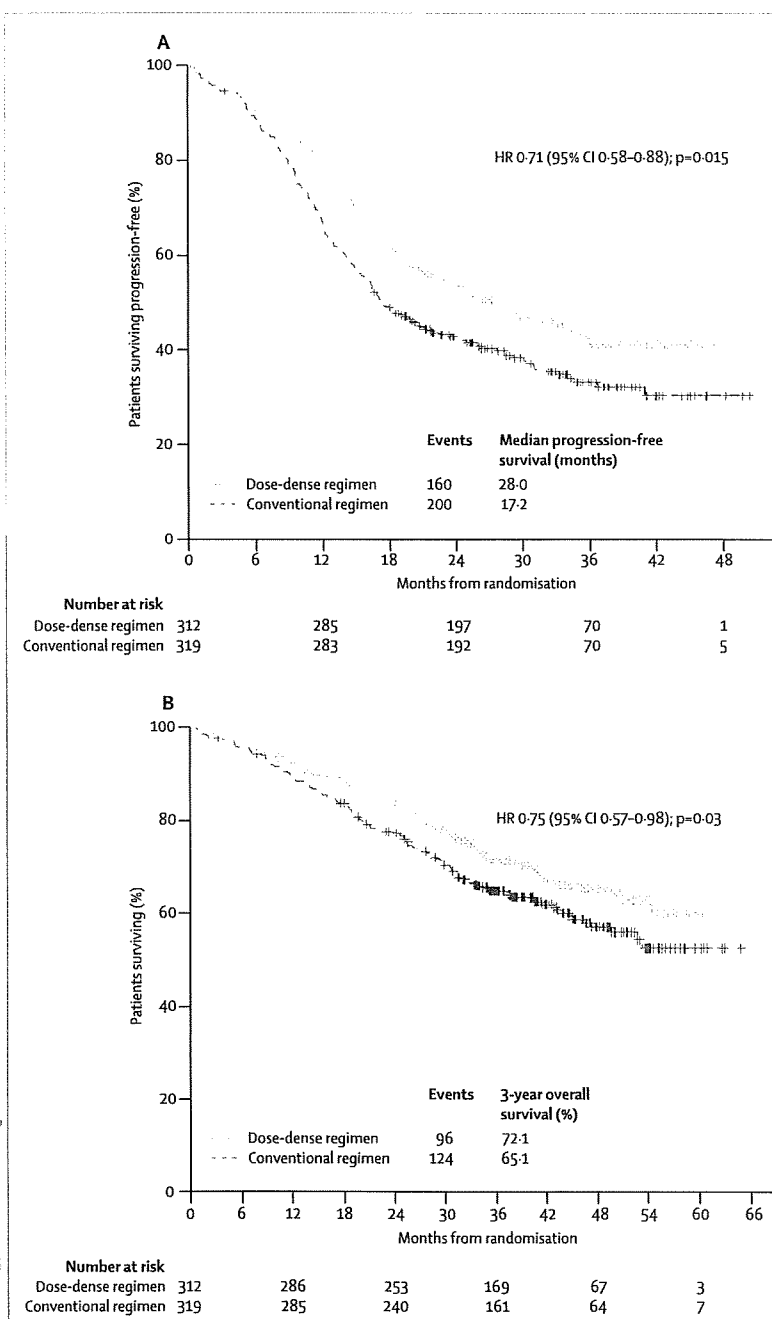 A
100
80
60
40
20
0
Patients surviving progression-free (%)
HR 0·71 (95% CI 0·58–0·88); p=0·015
Events Median progression-free
survival (months)
Dose-dense regimen 160 28·0
Conventional regimen 200 17·2
0 6 12 18 24 30 36 42 48
Months from randomisation
Number at risk
Dose-dense regimen 312 285 197 70 1
Conventional regimen 319 283 192 70 5
B
100
80
60
40
20
0
Patients surviving (%)
HR 0·75 (95% CI 0·57–0·98); p=0·03
Events 3-year overall
survival (%)
Dose-dense regimen 96 72·1
Conventional regimen 124 65·1
0 6 12 18 24 30 36 42 48 54 60 66
Months from randomisation
Number at risk
Dose-dense regimen 312 286 253 169 67 3
Conventional regimen 319 285 240 161 64 7